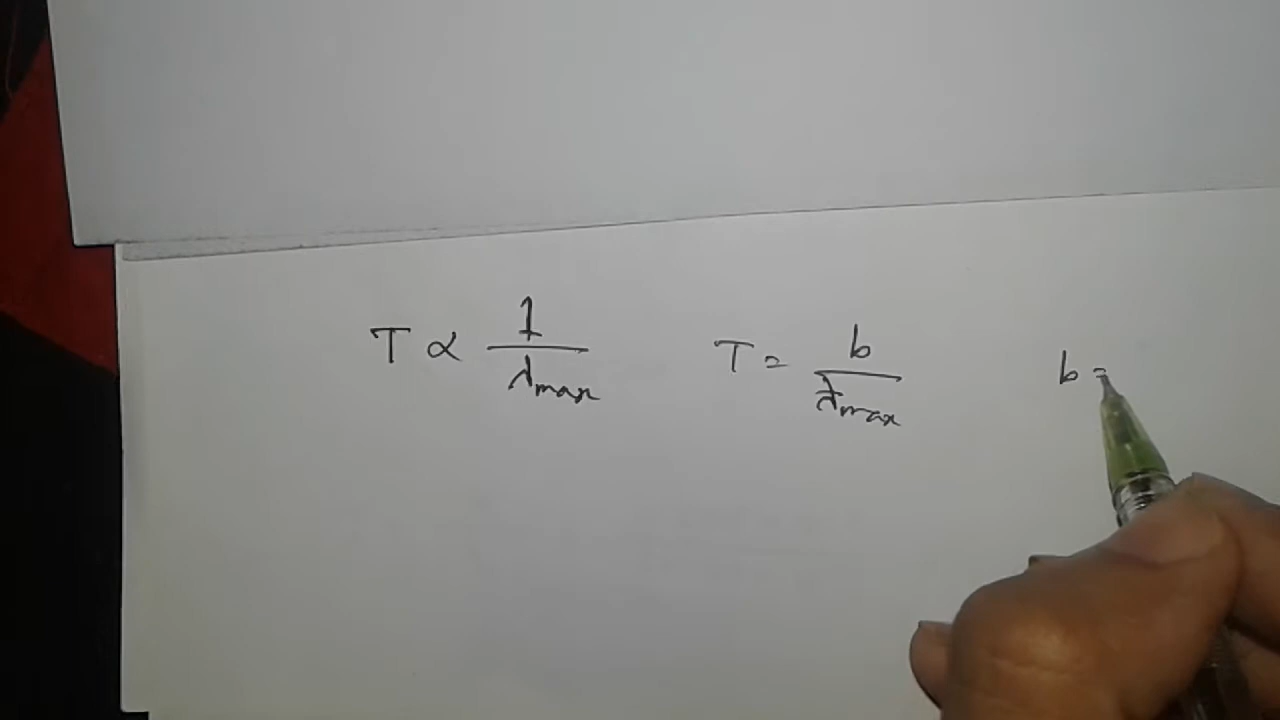 T ∝ 1/λmax    T = b/λmax    b =